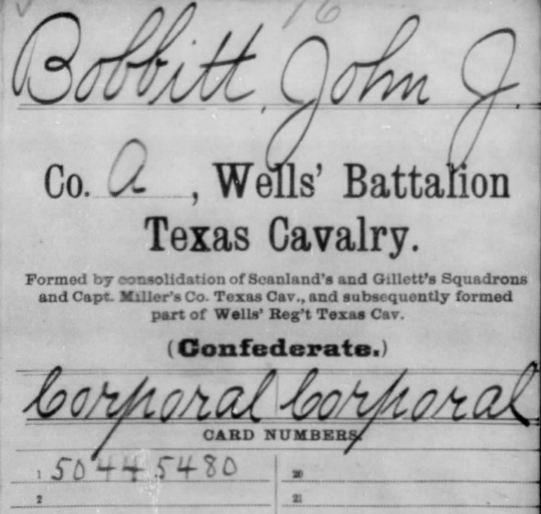 16
Bobbitt, John J.
Co. A, Wells' Battalion
Texas Cavalry.
Formed by consolidation of Scanland's and Gillett's Squadrons
and Capt. Miller's Co. Texas Cav., and subsequently formed
part of Wells' Reg't Texas Cav.
(Confederate.)
Corporal Corporal
CARD NUMBERS.
1 50445480 20
2 21